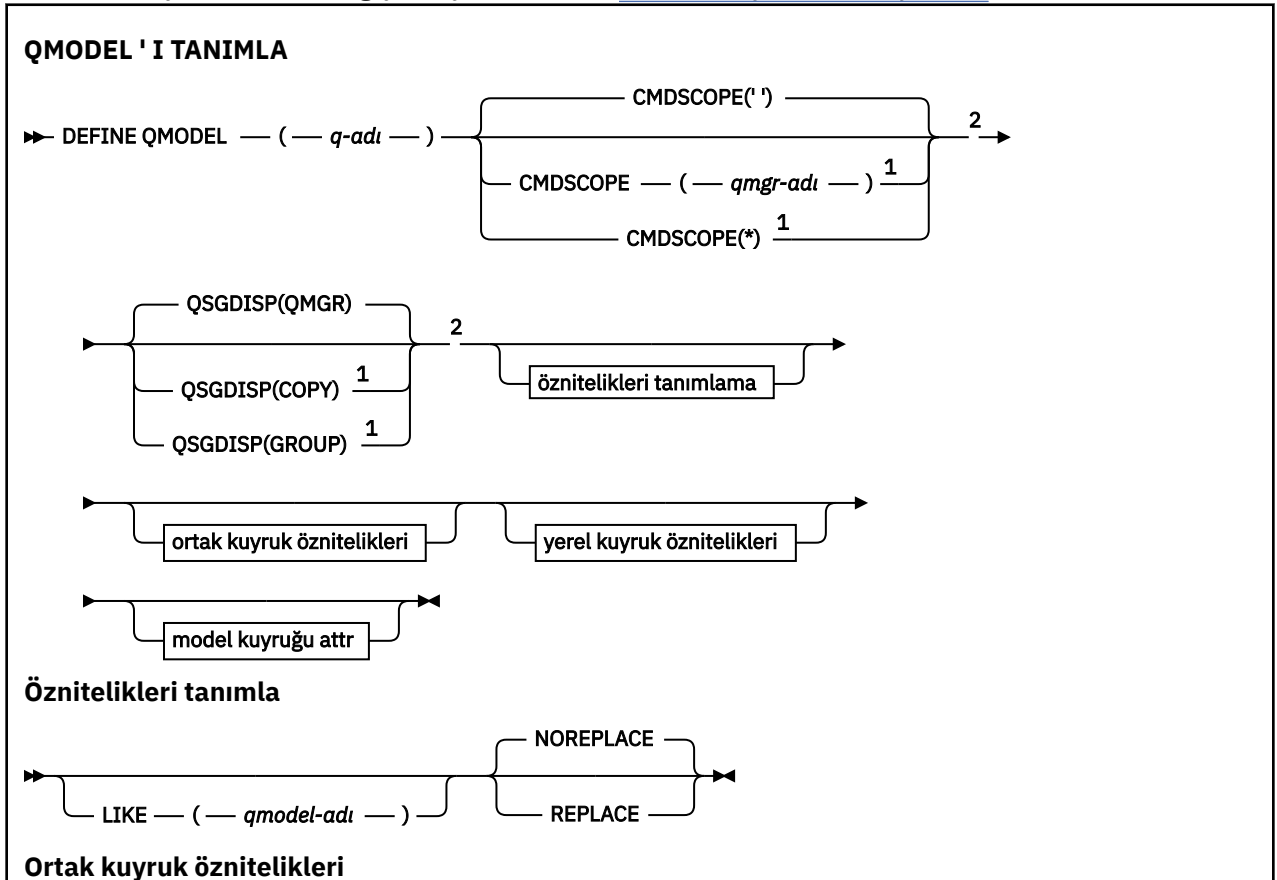 QMODEL ' I TANIMLA
CMDSCOPE(' ')
DEFINE QMODEL ( q-adı ) 2
CMDSCOPE ( qmgr-adı ) 1
CMDSCOPE(*) 1
QSGDISP(QMGR)
2
QSGDISP(COPY) 1
öznitelikleri tanımlama
QSGDISP(GROUP) 1
ortak kuyruk öznitelikleri yerel kuyruk öznitelikleri
model kuyruğu attr
Öznitelikleri tanımla
NOREPLACE
LIKE ( qmodel-adı ) REPLACE
Ortak kuyruk öznitelikleri